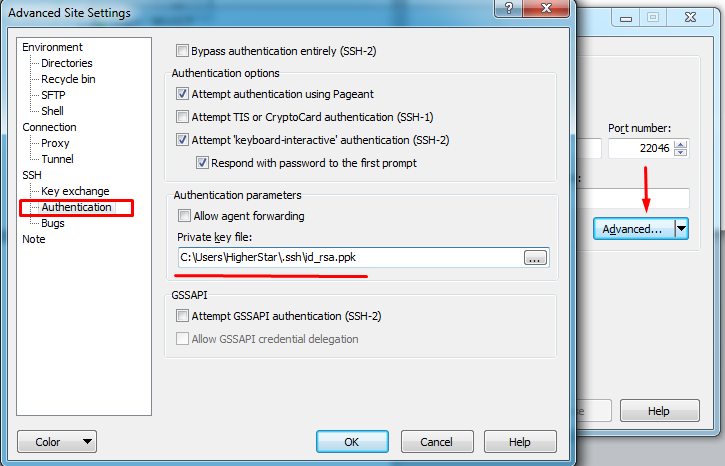 Advanced Site Settings
Environment
Directories
Recycle bin
SFTP
Shell
Connection
Proxy
Tunnel
SSH
Key exchange
Authentication
Bugs
Note
Bypass authentication entirely (SSH-2)
Authentication options
Attempt authentication using Pageant
Attempt TIS or CryptoCard authentication (SSH-1)
Attempt 'keyboard-interactive' authentication (SSH-2)
Respond with password to the first prompt
Authentication parameters
Allow agent forwarding
Private key file:
C:\Users\HigherStar\.ssh\id_rsa.ppk
...
GSSAPI
Attempt GSSAPI authentication (SSH-2)
Allow GSSAPI credential delegation
Color
OK
Cancel
Help
Port number:
22046
Advanced...
Help